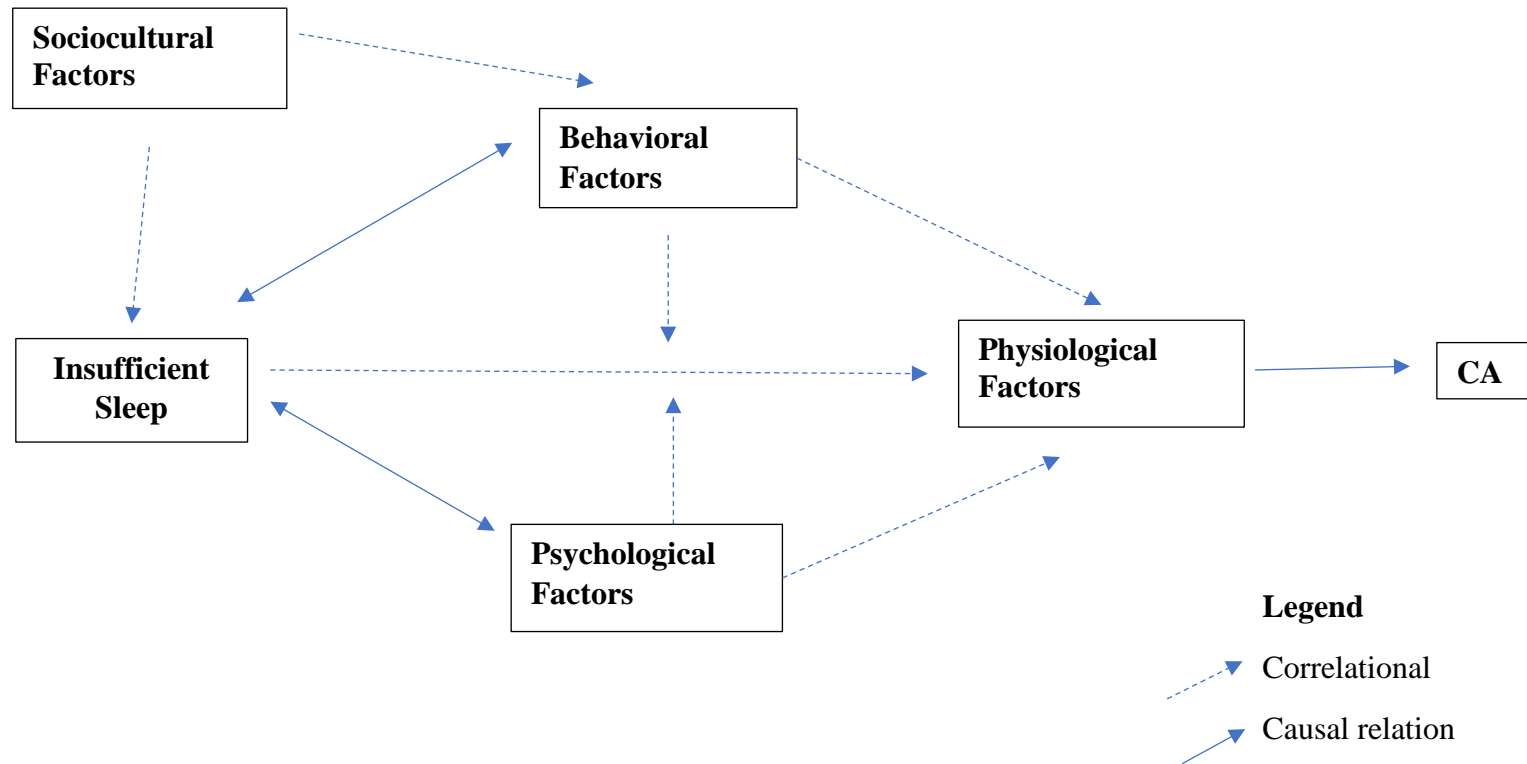 Sociocultural
Factors
Behavioral
Factors
Insufficient
Sleep
Physiological
Factors
CA
Psychological
Factors
Legend
Correlational
Causal relation